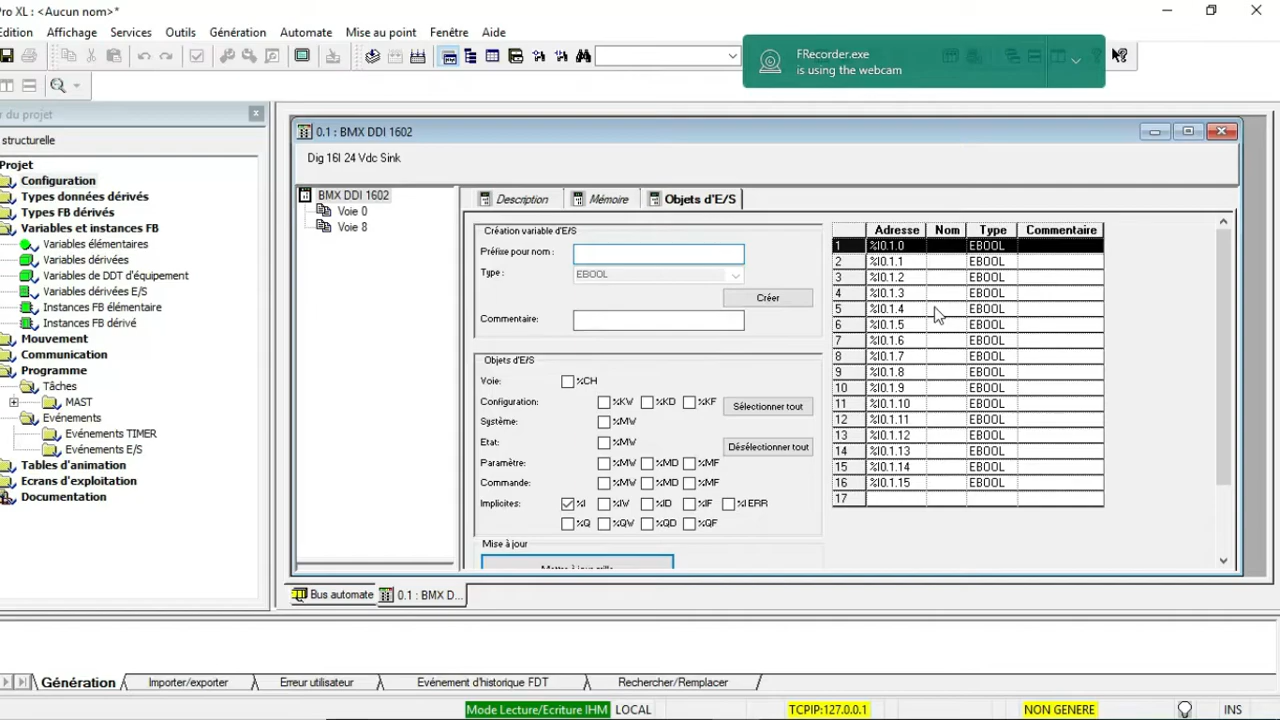 Pro XL : <Aucun nom>*
Edition Affichage Services Outils Génération Automate Mise au point Fenêtre Aide
FRecorder.exe
is using the webcam
r du projet
structurelle
Projet
Configuration
Types données dérivés
Types FB dérivés
Variables et instances FB
Variables élémentaires
Variables dérivées
Variables de DDT d'équipement
Variables dérivées E/S
Instances FB élémentaire
Instances FB dérivé
Mouvement
Communication
Programme
Tâches
MAST
Evénements
Evénements TIMER
Evénements E/S
Tables d'animation
Ecrans d'exploitation
Documentation
0.1 : BMX DDI 1602
Dig 16I 24 Vdc Sink
BMX DDI 1602
Voie 0
Voie 8
Description Mémoire Objets d'E/S
Création variable d'E/S
Préfixe pour nom :
Type : EBOOL
Créer
Commentaire:
Objets d'E/S
Voie: %CH
Configuration: %KW %KD %KF Sélectionner tout
Système: %MW
Etat: %MW Désélectionner tout
Paramètre: %MW %MD %MF
Commande: %MW %MD %MF
Implicites: %I %IW %ID %IF %I ERR
%Q %QW %QD %QF
Mise à jour
Mettre à jour grille
Adresse Nom Type Commentaire
1 %I0.1.0 EBOOL
2 %I0.1.1 EBOOL
3 %I0.1.2 EBOOL
4 %I0.1.3 EBOOL
5 %I0.1.4 EBOOL
6 %I0.1.5 EBOOL
7 %I0.1.6 EBOOL
8 %I0.1.7 EBOOL
9 %I0.1.8 EBOOL
10 %I0.1.9 EBOOL
11 %I0.1.10 EBOOL
12 %I0.1.11 EBOOL
13 %I0.1.12 EBOOL
14 %I0.1.13 EBOOL
15 %I0.1.14 EBOOL
16 %I0.1.15 EBOOL
17
Bus automate 0.1 : BMX D...
Génération Importer/exporter Erreur utilisateur Evénement d'historique FDT Rechercher/Remplacer
Mode Lecture/Ecriture IHM LOCAL TCPIP:127.0.0.1 NON GENERE INS